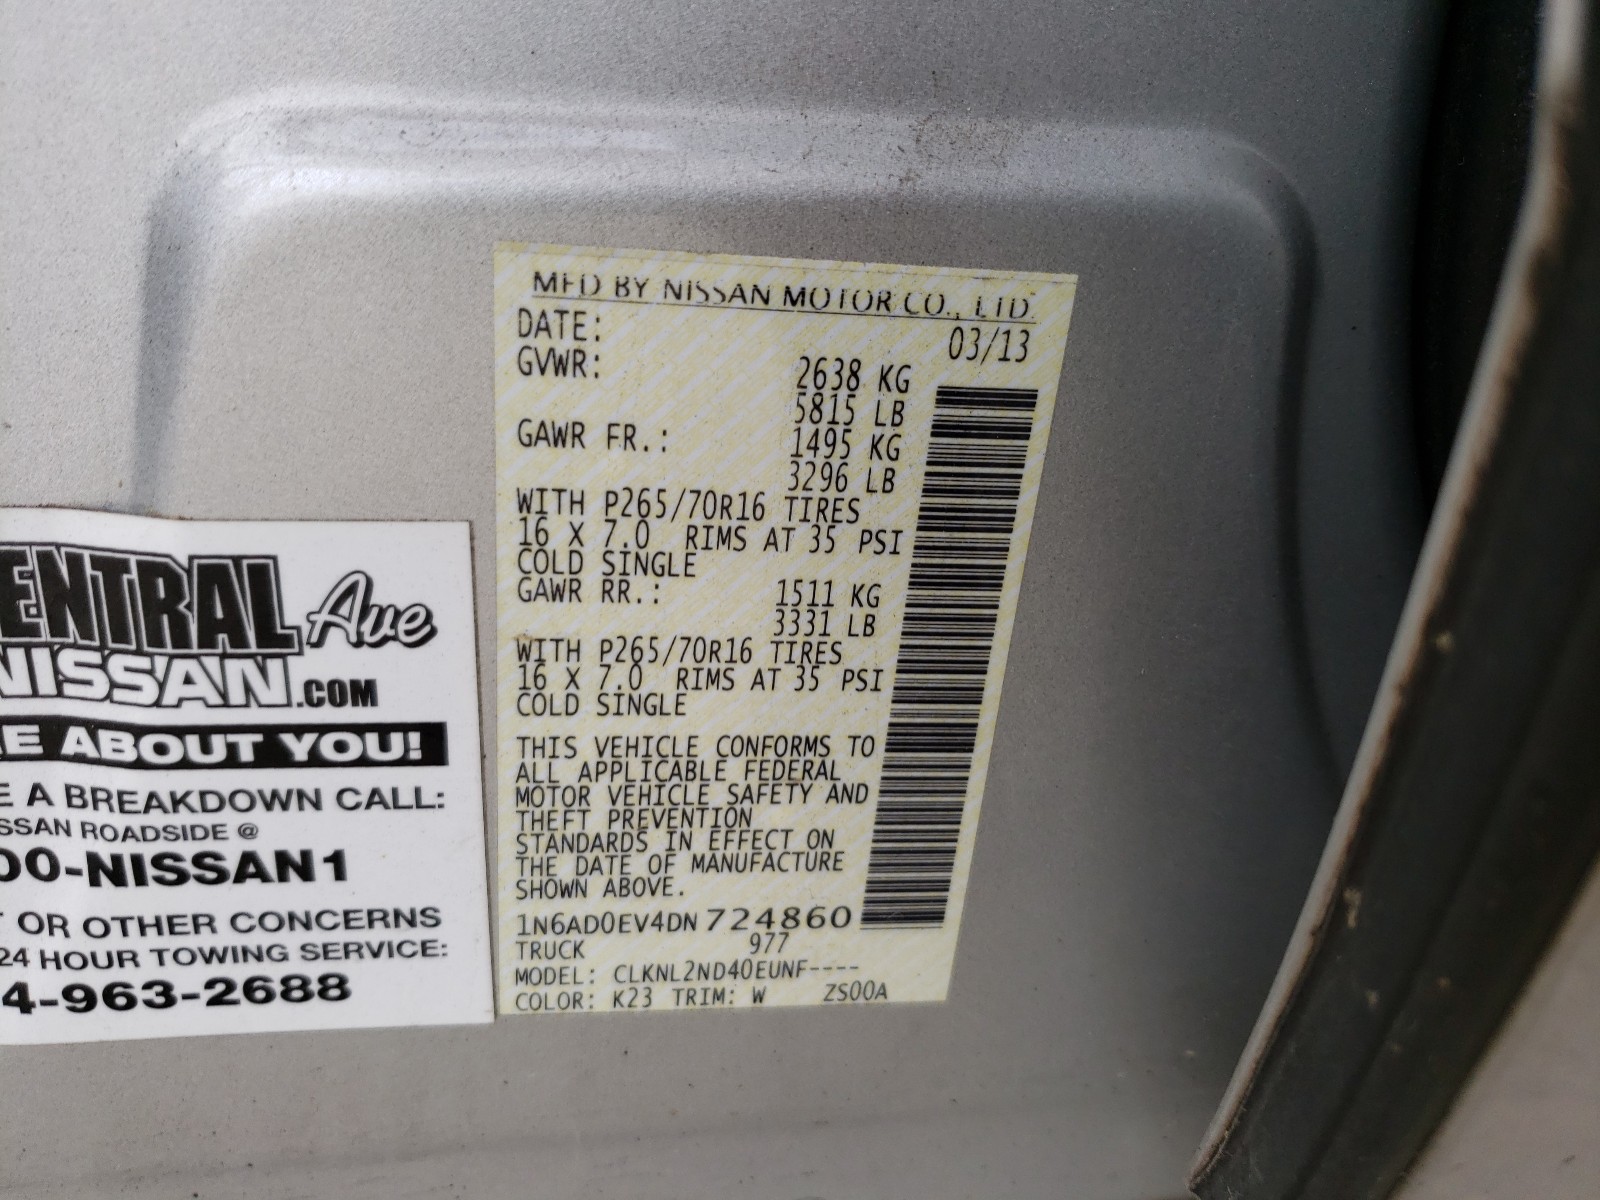 MFD BY NISSAN MOTOR CO., LTD.
DATE: 03/13
GVWR: 2638 KG
5815 LB
GAWR FR.: 1495 KG
3296 LB
WITH P265/70R16 TIRES
16 X 7.0 RIMS AT 35 PSI
COLD SINGLE
GAWR RR.: 1511 KG
3331 LB
WITH P265/70R16 TIRES
16 X 7.0 RIMS AT 35 PSI
COLD SINGLE
THIS VEHICLE CONFORMS TO
ALL APPLICABLE FEDERAL
MOTOR VEHICLE SAFETY AND
THEFT PREVENTION
STANDARDS IN EFFECT ON
THE DATE OF MANUFACTURE
SHOWN ABOVE.
1N6AD0EV4DN724860
TRUCK 977
MODEL: CLKNL2ND40EUNF----
COLOR: K23 TRIM: W ZS00A
ENTRAL Ave
NISSAN.COM
E ABOUT YOU!
E A BREAKDOWN CALL:
SSAN ROADSIDE @
00-NISSAN1
T OR OTHER CONCERNS
24 HOUR TOWING SERVICE:
4-963-2688